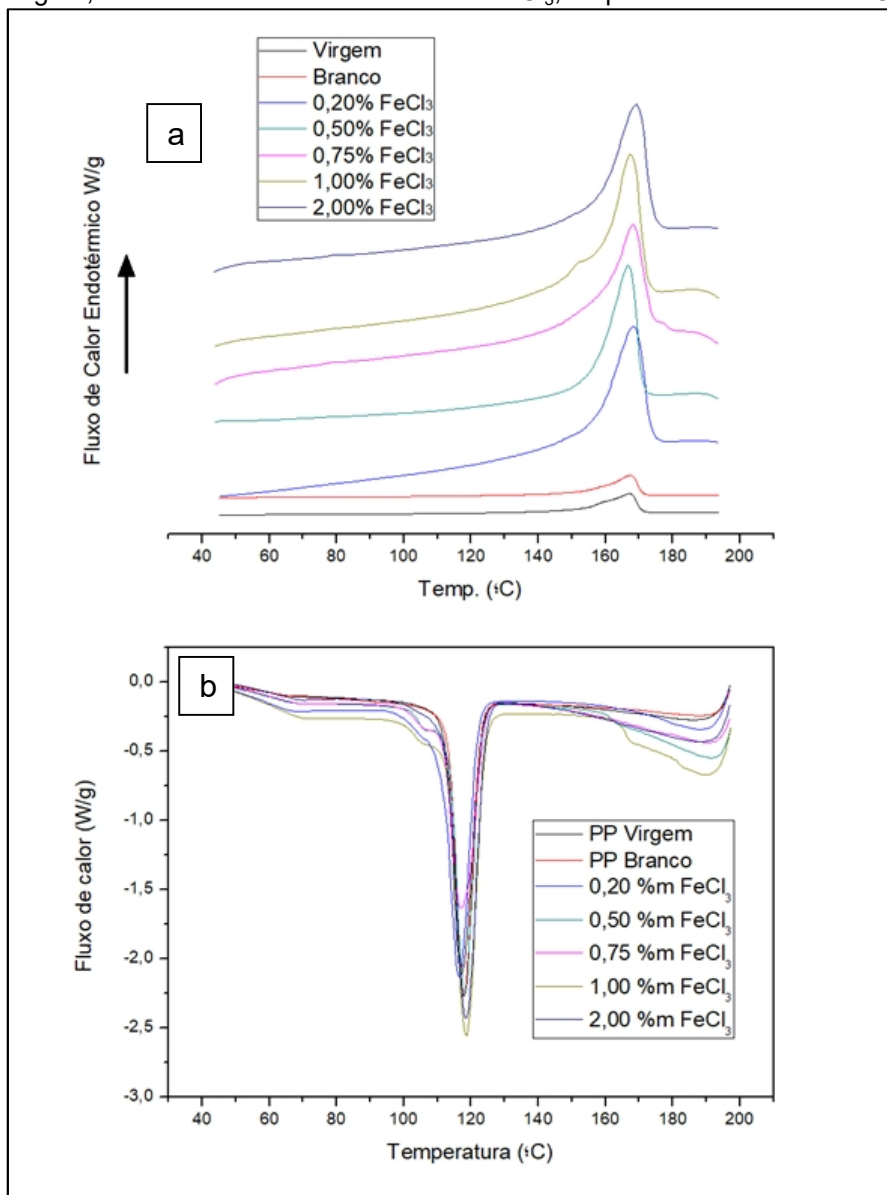 Virgem
Branco
0,20% FeCl₃
0,50% FeCl₃
0,75% FeCl₃
1,00% FeCl₃
2,00% FeCl₃
a
Fluxo de Calor Endotérmico W/g
40 60 80 100 120 140 160 180 200
Temp. (°C)
b
0,0
-0,5
-1,0
-1,5
-2,0
-2,5
-3,0
Fluxo de calor (W/g)
PP Virgem
PP Branco
0,20 %m FeCl₃
0,50 %m FeCl₃
0,75 %m FeCl₃
1,00 %m FeCl₃
2,00 %m FeCl₃
40 60 80 100 120 140 160 180 200
Temperatura (°C)